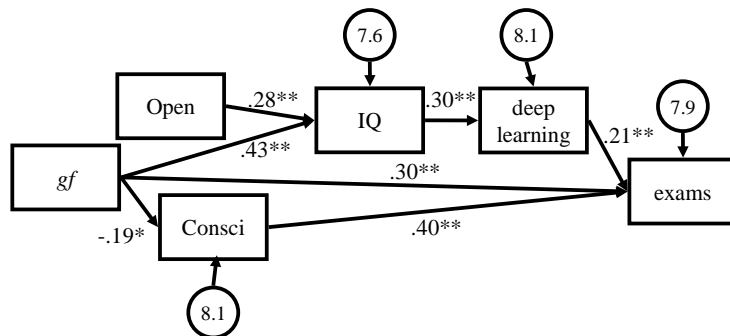 7.6
8.1
7.9
Open
.28**
IQ
.30**
deep
learning
.21**
.43**
gf
.30**
exams
-.19*
Consci
.40**
8.1